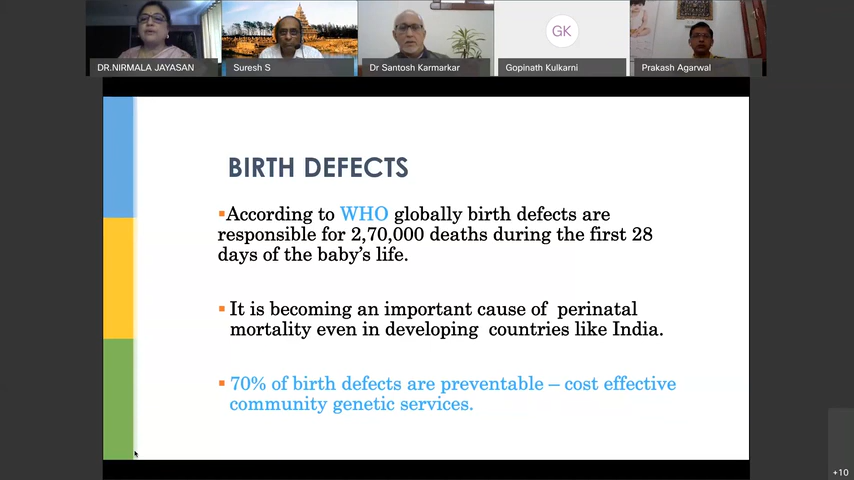 GK
DR.NIRMALA JAYASAN
Suresh S
Dr Santosh Karmarkar
Gopinath Kulkarni
Prakash Agarwal
BIRTH DEFECTS
▪According to WHO globally birth defects are
responsible for 2,70,000 deaths during the first 28
days of the baby’s life.
▪ It is becoming an important cause of perinatal
mortality even in developing countries like India.
▪ 70% of birth defects are preventable – cost effective
community genetic services.
+10